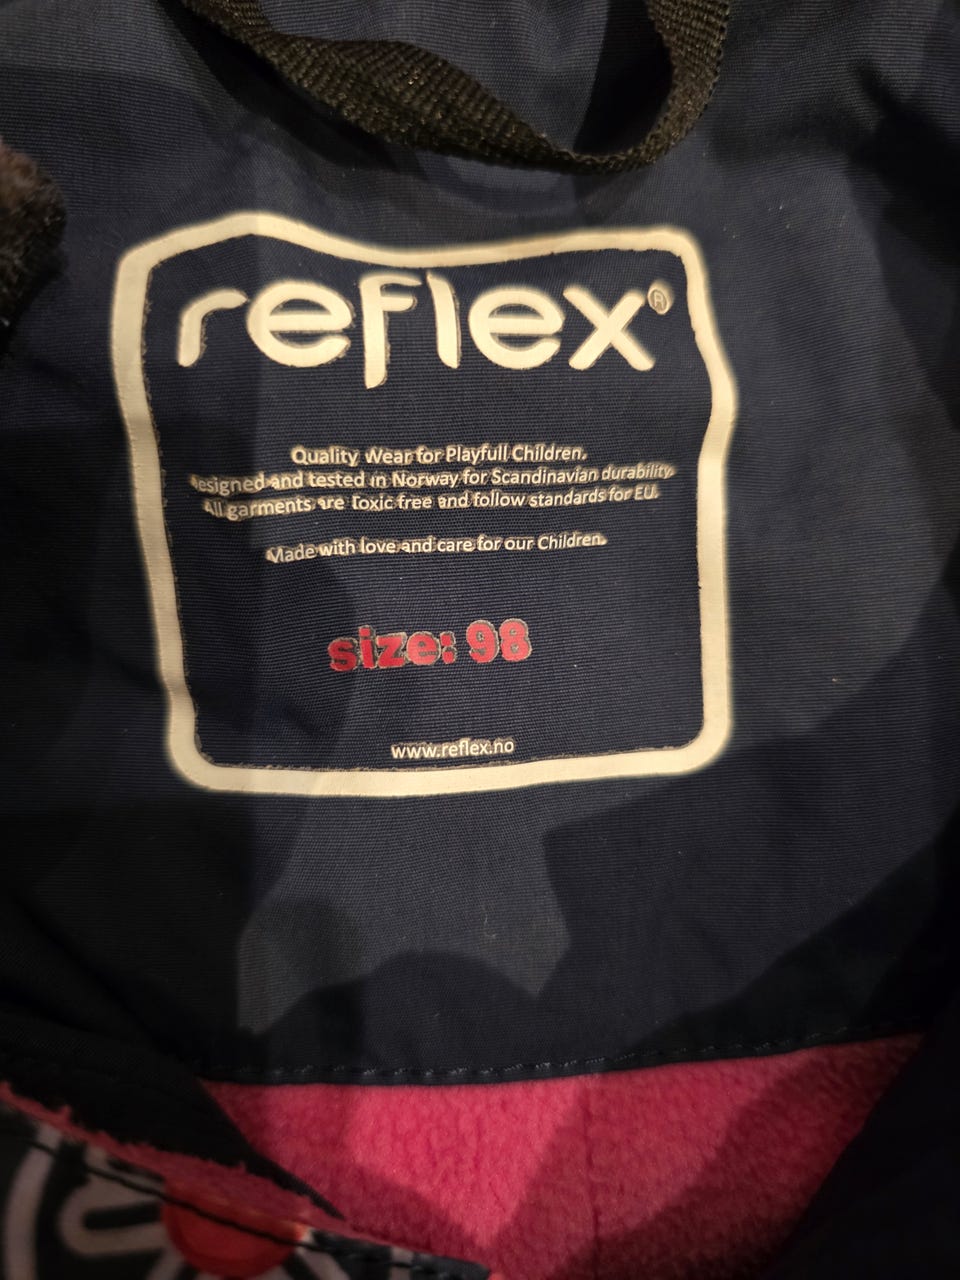 reflex®
Quality Wear for Playfull Children.
designed and tested in Norway for Scandinavian durability.
All garments are toxic free and follow standards for EU.
Made with love and care for our Children.
size: 98
www.reflex.no